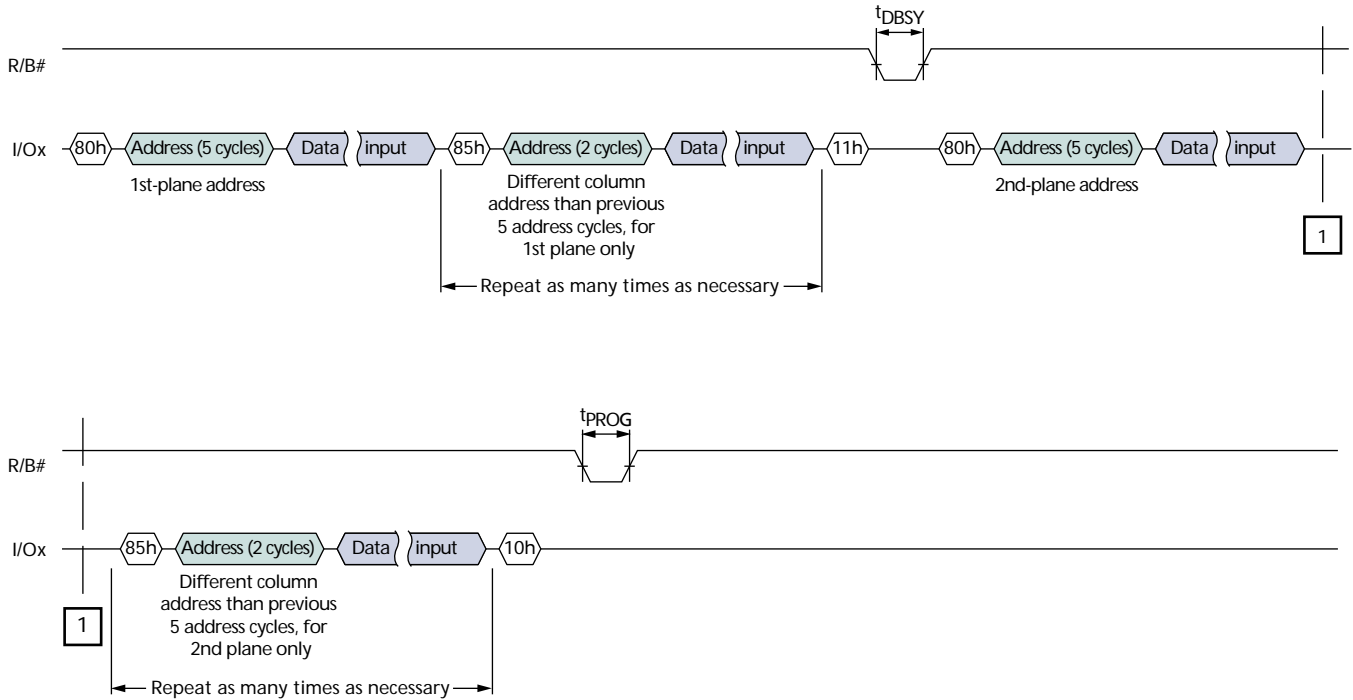 tDBSY
R/B#
I/Ox 80h Address (5 cycles) Data input 85h Address (2 cycles) Data input 11h 80h Address (5 cycles) Data input
1st-plane address
Different column
address than previous
5 address cycles, for
1st plane only
2nd-plane address
1
Repeat as many times as necessary
tPROG
R/B#
I/Ox 85h Address (2 cycles) Data input 10h
1
Different column
address than previous
5 address cycles, for
2nd plane only
Repeat as many times as necessary